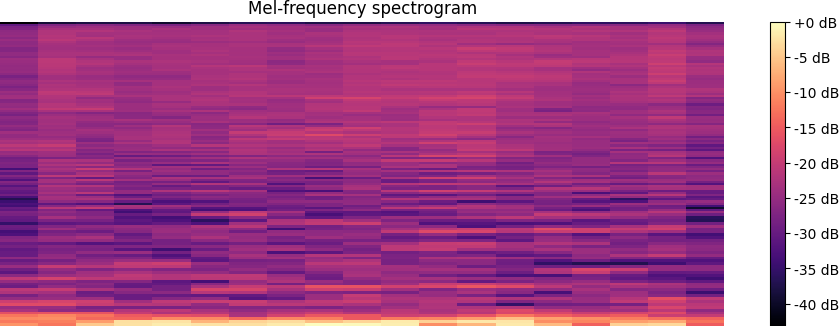 Mel-frequency spectrogram
+0 dB
-5 dB
-10 dB
-15 dB
-20 dB
-25 dB
-30 dB
-35 dB
-40 dB